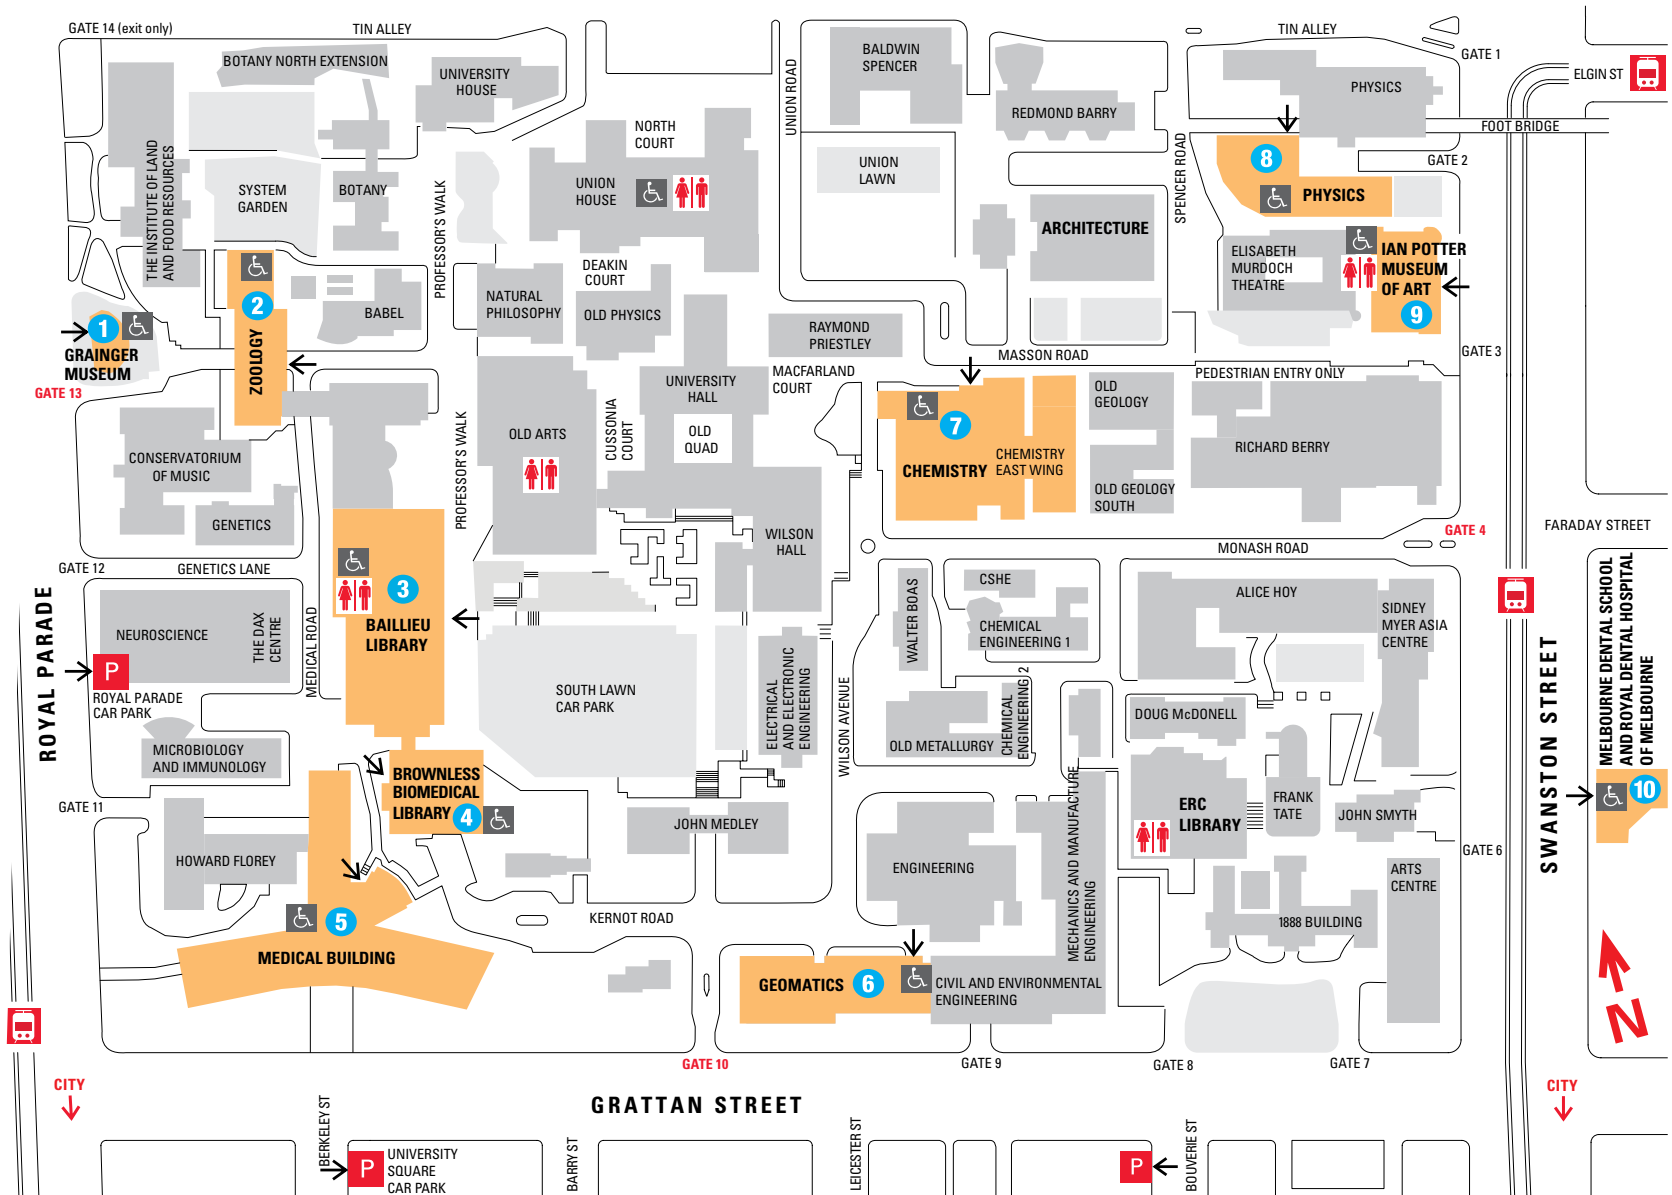 GATE 14 (exit only)
TIN ALLEY
TIN ALLEY
GATE 1
ELGIN ST
BOTANY NORTH EXTENSION
UNIVERSITY
HOUSE
BALDWIN
SPENCER
UNION ROAD
REDMOND BARRY
PHYSICS
FOOT BRIDGE
NORTH
COURT
THE INSTITUTE OF LAND
AND FOOD RESOURCES
SYSTEM
GARDEN
BOTANY
PROFESSOR'S WALK
UNION
HOUSE
UNION
LAWN
SPENCER ROAD
8
GATE 2
PHYSICS
ARCHITECTURE
ELISABETH
MURDOCH
THEATRE
IAN POTTER
MUSEUM
OF ART
9
DEAKIN
COURT
NATURAL
PHILOSOPHY
OLD PHYSICS
2
ZOOLOGY
BABEL
1
GRAINGER
MUSEUM
GATE 13
RAYMOND
PRIESTLEY
MASSON ROAD
GATE 3
PEDESTRIAN ENTRY ONLY
MACFARLAND
COURT
UNIVERSITY
HALL
OLD
QUAD
CUSSONIA
COURT
OLD ARTS
PROFESSOR'S WALK
7
CHEMISTRY
CHEMISTRY
EAST WING
OLD
GEOLOGY
OLD GEOLOGY
SOUTH
RICHARD BERRY
CONSERVATORIUM
OF MUSIC
GENETICS
WILSON
HALL
GATE 4
FARADAY STREET
MONASH ROAD
GATE 12
GENETICS LANE
ROYAL PARADE
NEUROSCIENCE
THE DAX
CENTRE
MEDICAL ROAD
P
ROYAL PARADE
CAR PARK
3
BAILLIEU
LIBRARY
WALTER BOAS
CSHE
CHEMICAL
ENGINEERING 1
ALICE HOY
SIDNEY
MYER ASIA
CENTRE
SWANSTON STREET
MELBOURNE DENTAL SCHOOL
AND ROYAL DENTAL HOSPITAL
OF MELBOURNE
10
SOUTH LAWN
CAR PARK
ELECTRICAL
AND ELECTRONIC
ENGINEERING
WILSON AVENUE
OLD METALLURGY
CHEMICAL
ENGINEERING 2
DOUG McDONELL
MICROBIOLOGY
AND IMMUNOLOGY
BROWNLESS
BIOMEDICAL
LIBRARY
4
GATE 11
JOHN MEDLEY
MECHANICS AND MANUFACTURE
ENGINEERING
ERC
LIBRARY
FRANK
TATE
JOHN SMYTH
GATE 6
HOWARD FLOREY
ENGINEERING
ARTS
CENTRE
5
KERNOT ROAD
1888 BUILDING
MEDICAL BUILDING
GEOMATICS
6
CIVIL AND ENVIRONMENTAL
ENGINEERING
N
GATE 10
GATE 9
GATE 8
GATE 7
CITY
CITY
GRATTAN STREET
BERKELEY ST
P
UNIVERSITY
SQUARE
CAR PARK
BARRY ST
LEICESTER ST
P
BOUVERIE ST